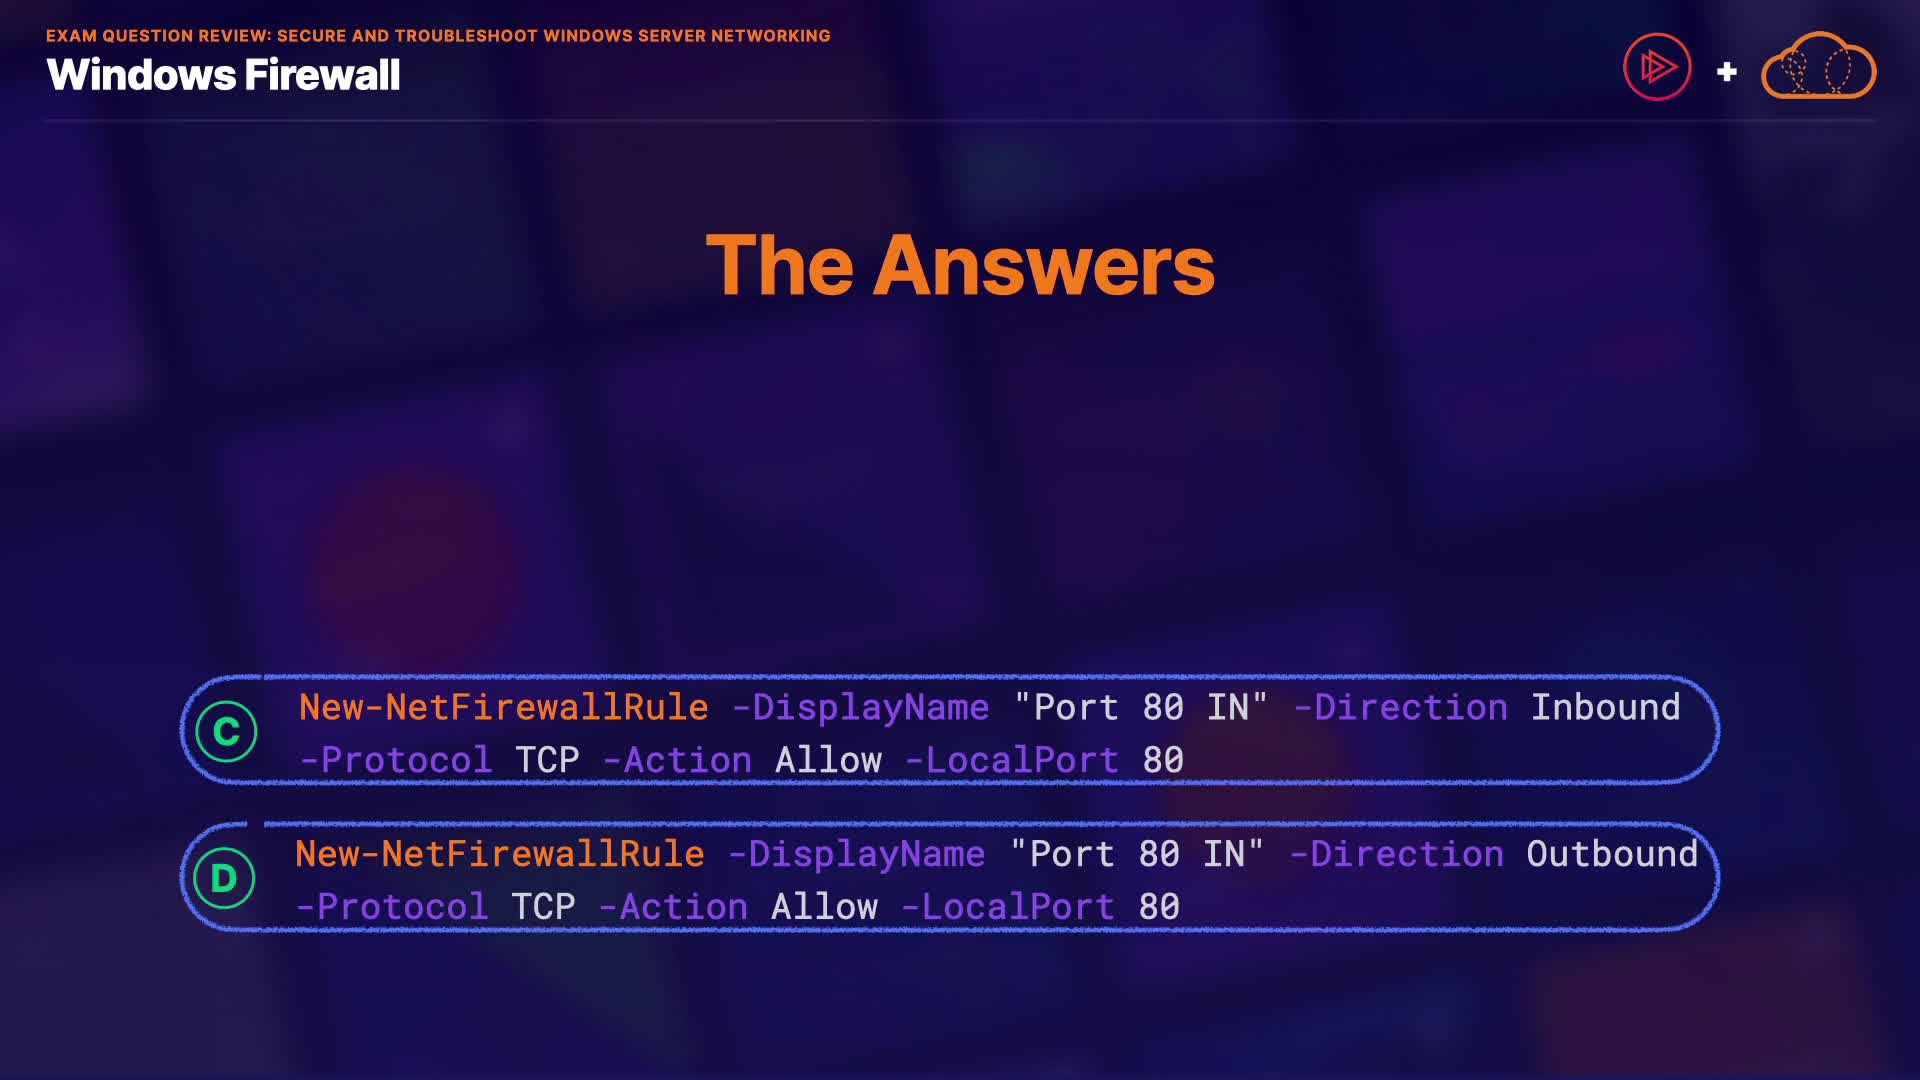 EXAM QUESTION REVIEW: SECURE AND TROUBLESHOOT WINDOWS SERVER NETWORKING
Windows Firewall
+
The Answers
C
New-NetFirewallRule -DisplayName "Port 80 IN" -Direction Inbound
-Protocol TCP -Action Allow -LocalPort 80
D
New-NetFirewallRule -DisplayName "Port 80 IN" -Direction Outbound
-Protocol TCP -Action Allow -LocalPort 80